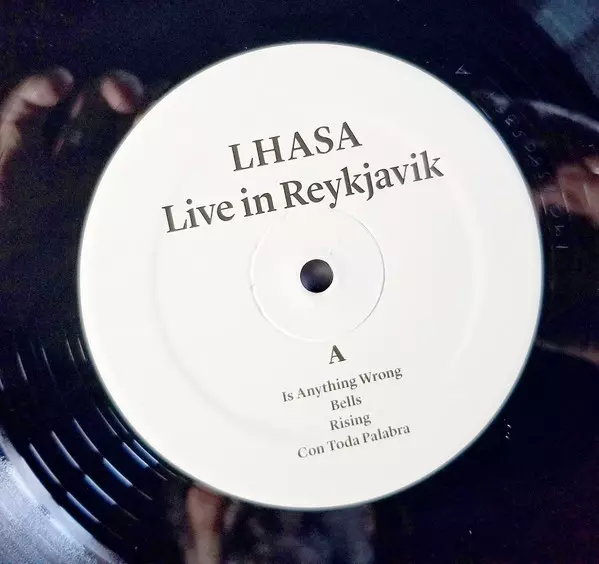 LHASA
Live in Reykjavik
A
Is Anything Wrong
Bells
Rising
Con Toda Palabra